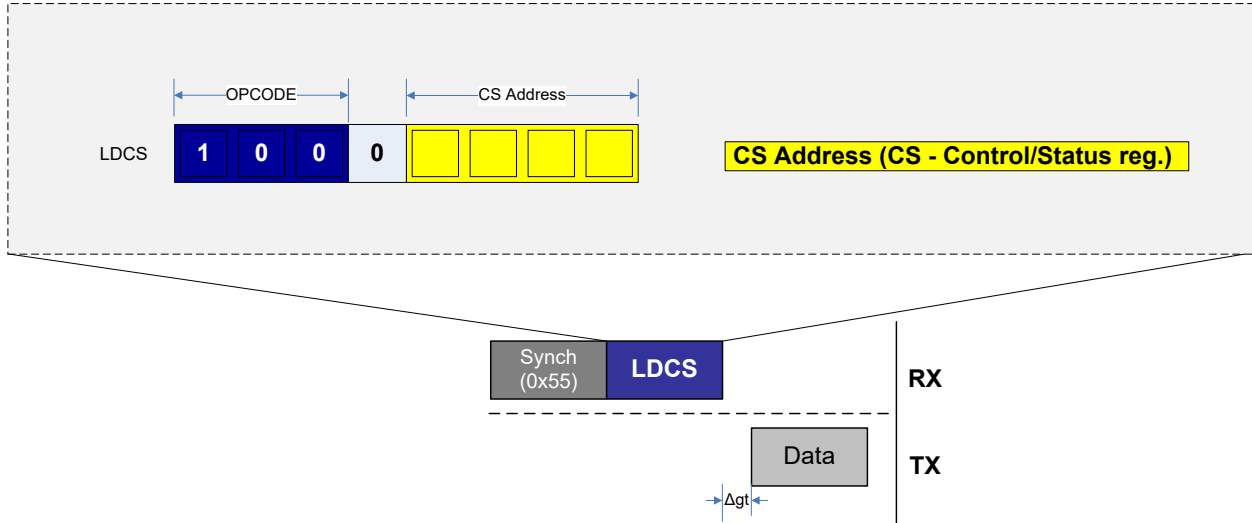 OPCODE
CS Address
LDCS
1 0 0 0
CS Address (CS - Control/Status reg.)
Synch
(0x55)
LDCS
RX
Data
TX
Δgt